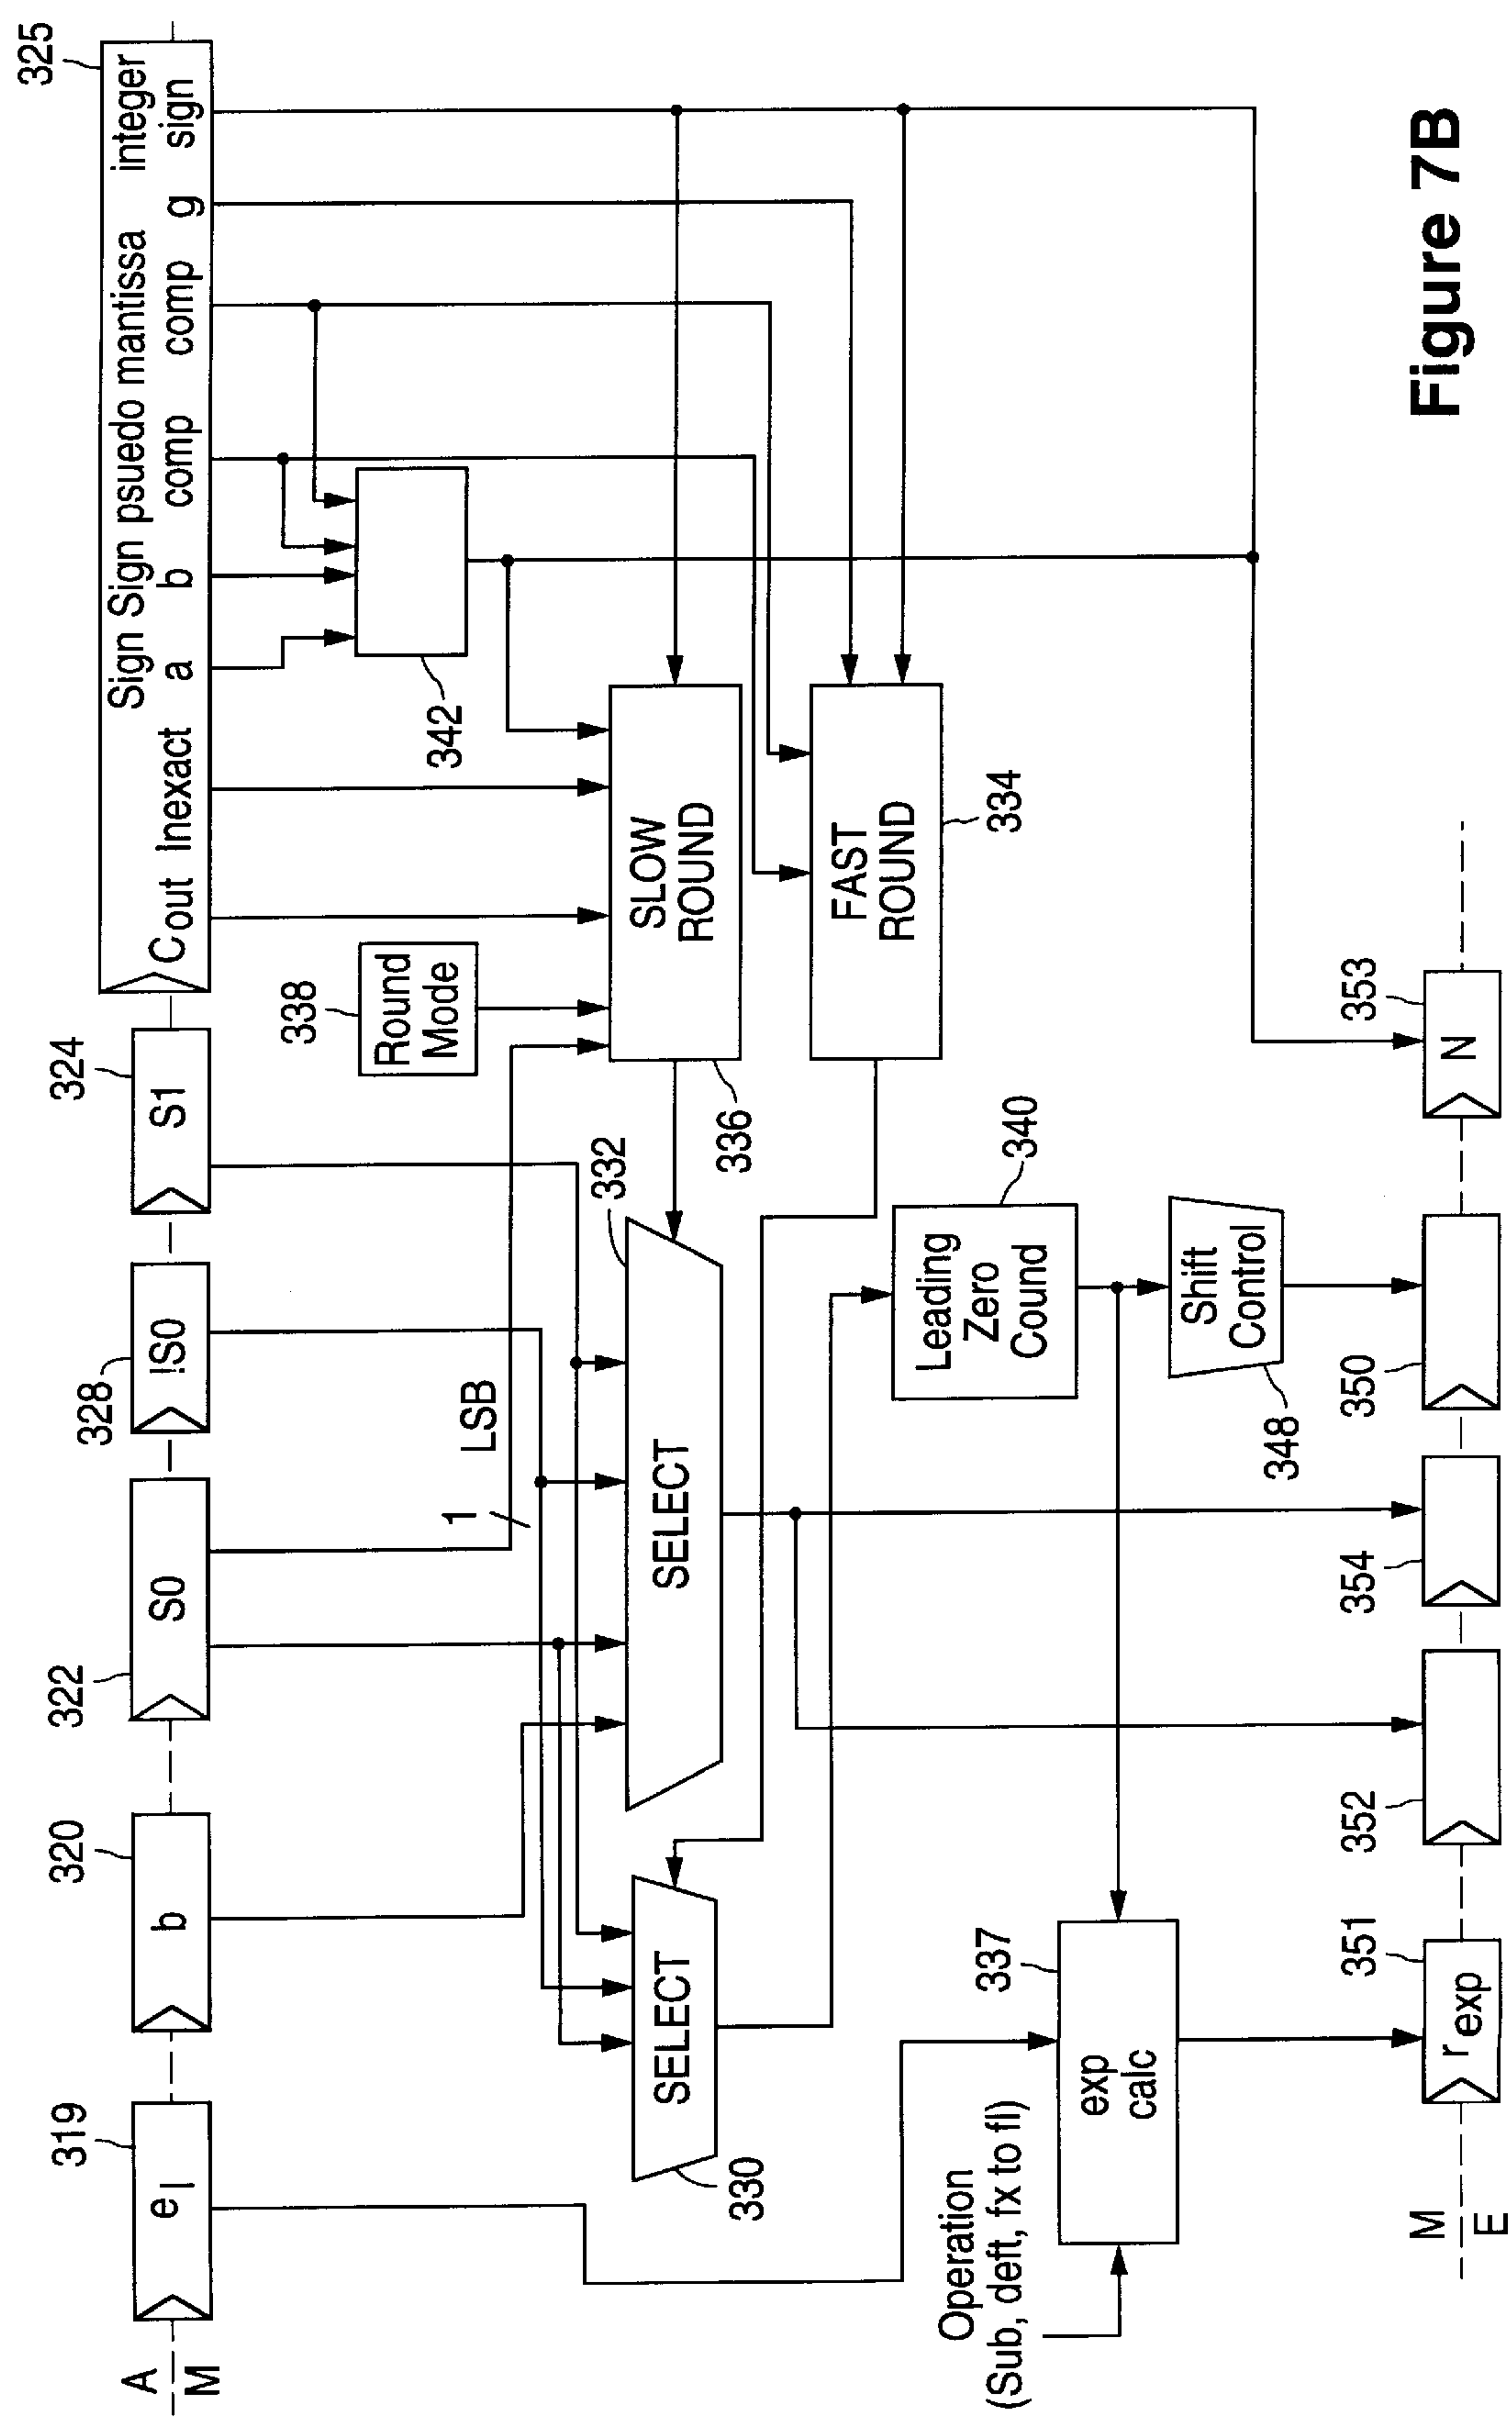 A
M
319
e_l
320
b
322
S0
328
!S0
324
S1
325
Sign Sign psuedo mantissa integer
Cout Inexact a b comp comp g sign
338
Round
Mode
342
1
LSB
332
SELECT
SLOW
ROUND
336
FAST
ROUND
334
SELECT
330
Leading
Zero
Cound
340
Operation
(Sub, deft, fx to fl)
337
exp
calc
Shift
Control
348
M
E
351
r exp
352
354
350
353
N
Figure 7B